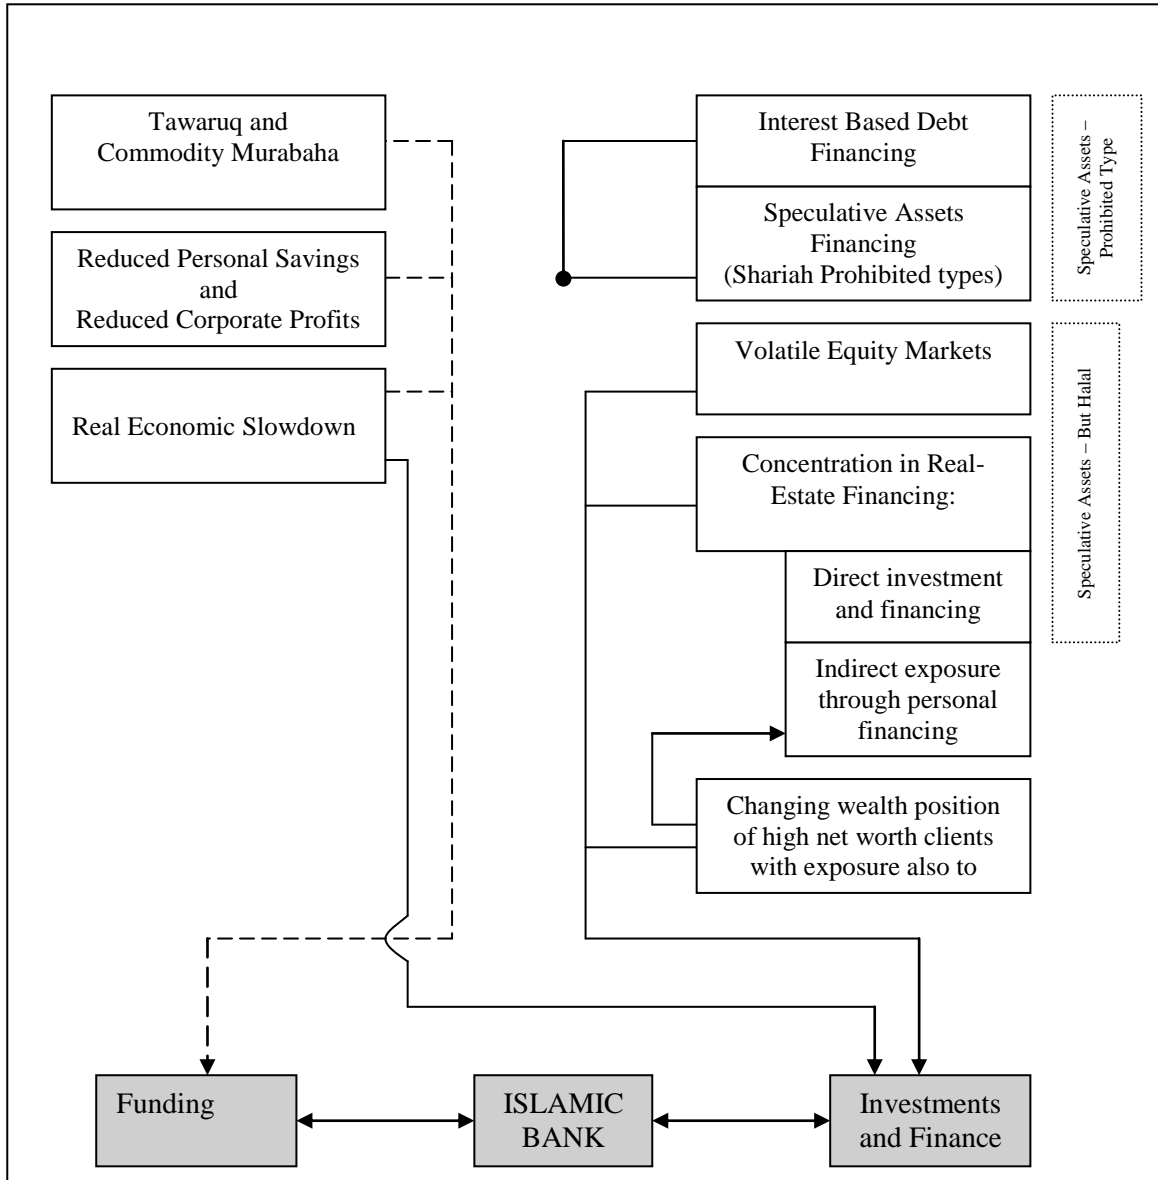 Tawaruq and
Commodity Murabaha
Reduced Personal Savings
and
Reduced Corporate Profits
Real Economic Slowdown
Interest Based Debt
Financing
Speculative Assets
Financing
(Shariah Prohibited types)
Speculative Assets –
Prohibited Type
Volatile Equity Markets
Concentration in Real-
Estate Financing:
Direct investment
and financing
Indirect exposure
through personal
financing
Speculative Assets – But Halal
Changing wealth position
of high net worth clients
with exposure also to
Funding
ISLAMIC
BANK
Investments
and Finance